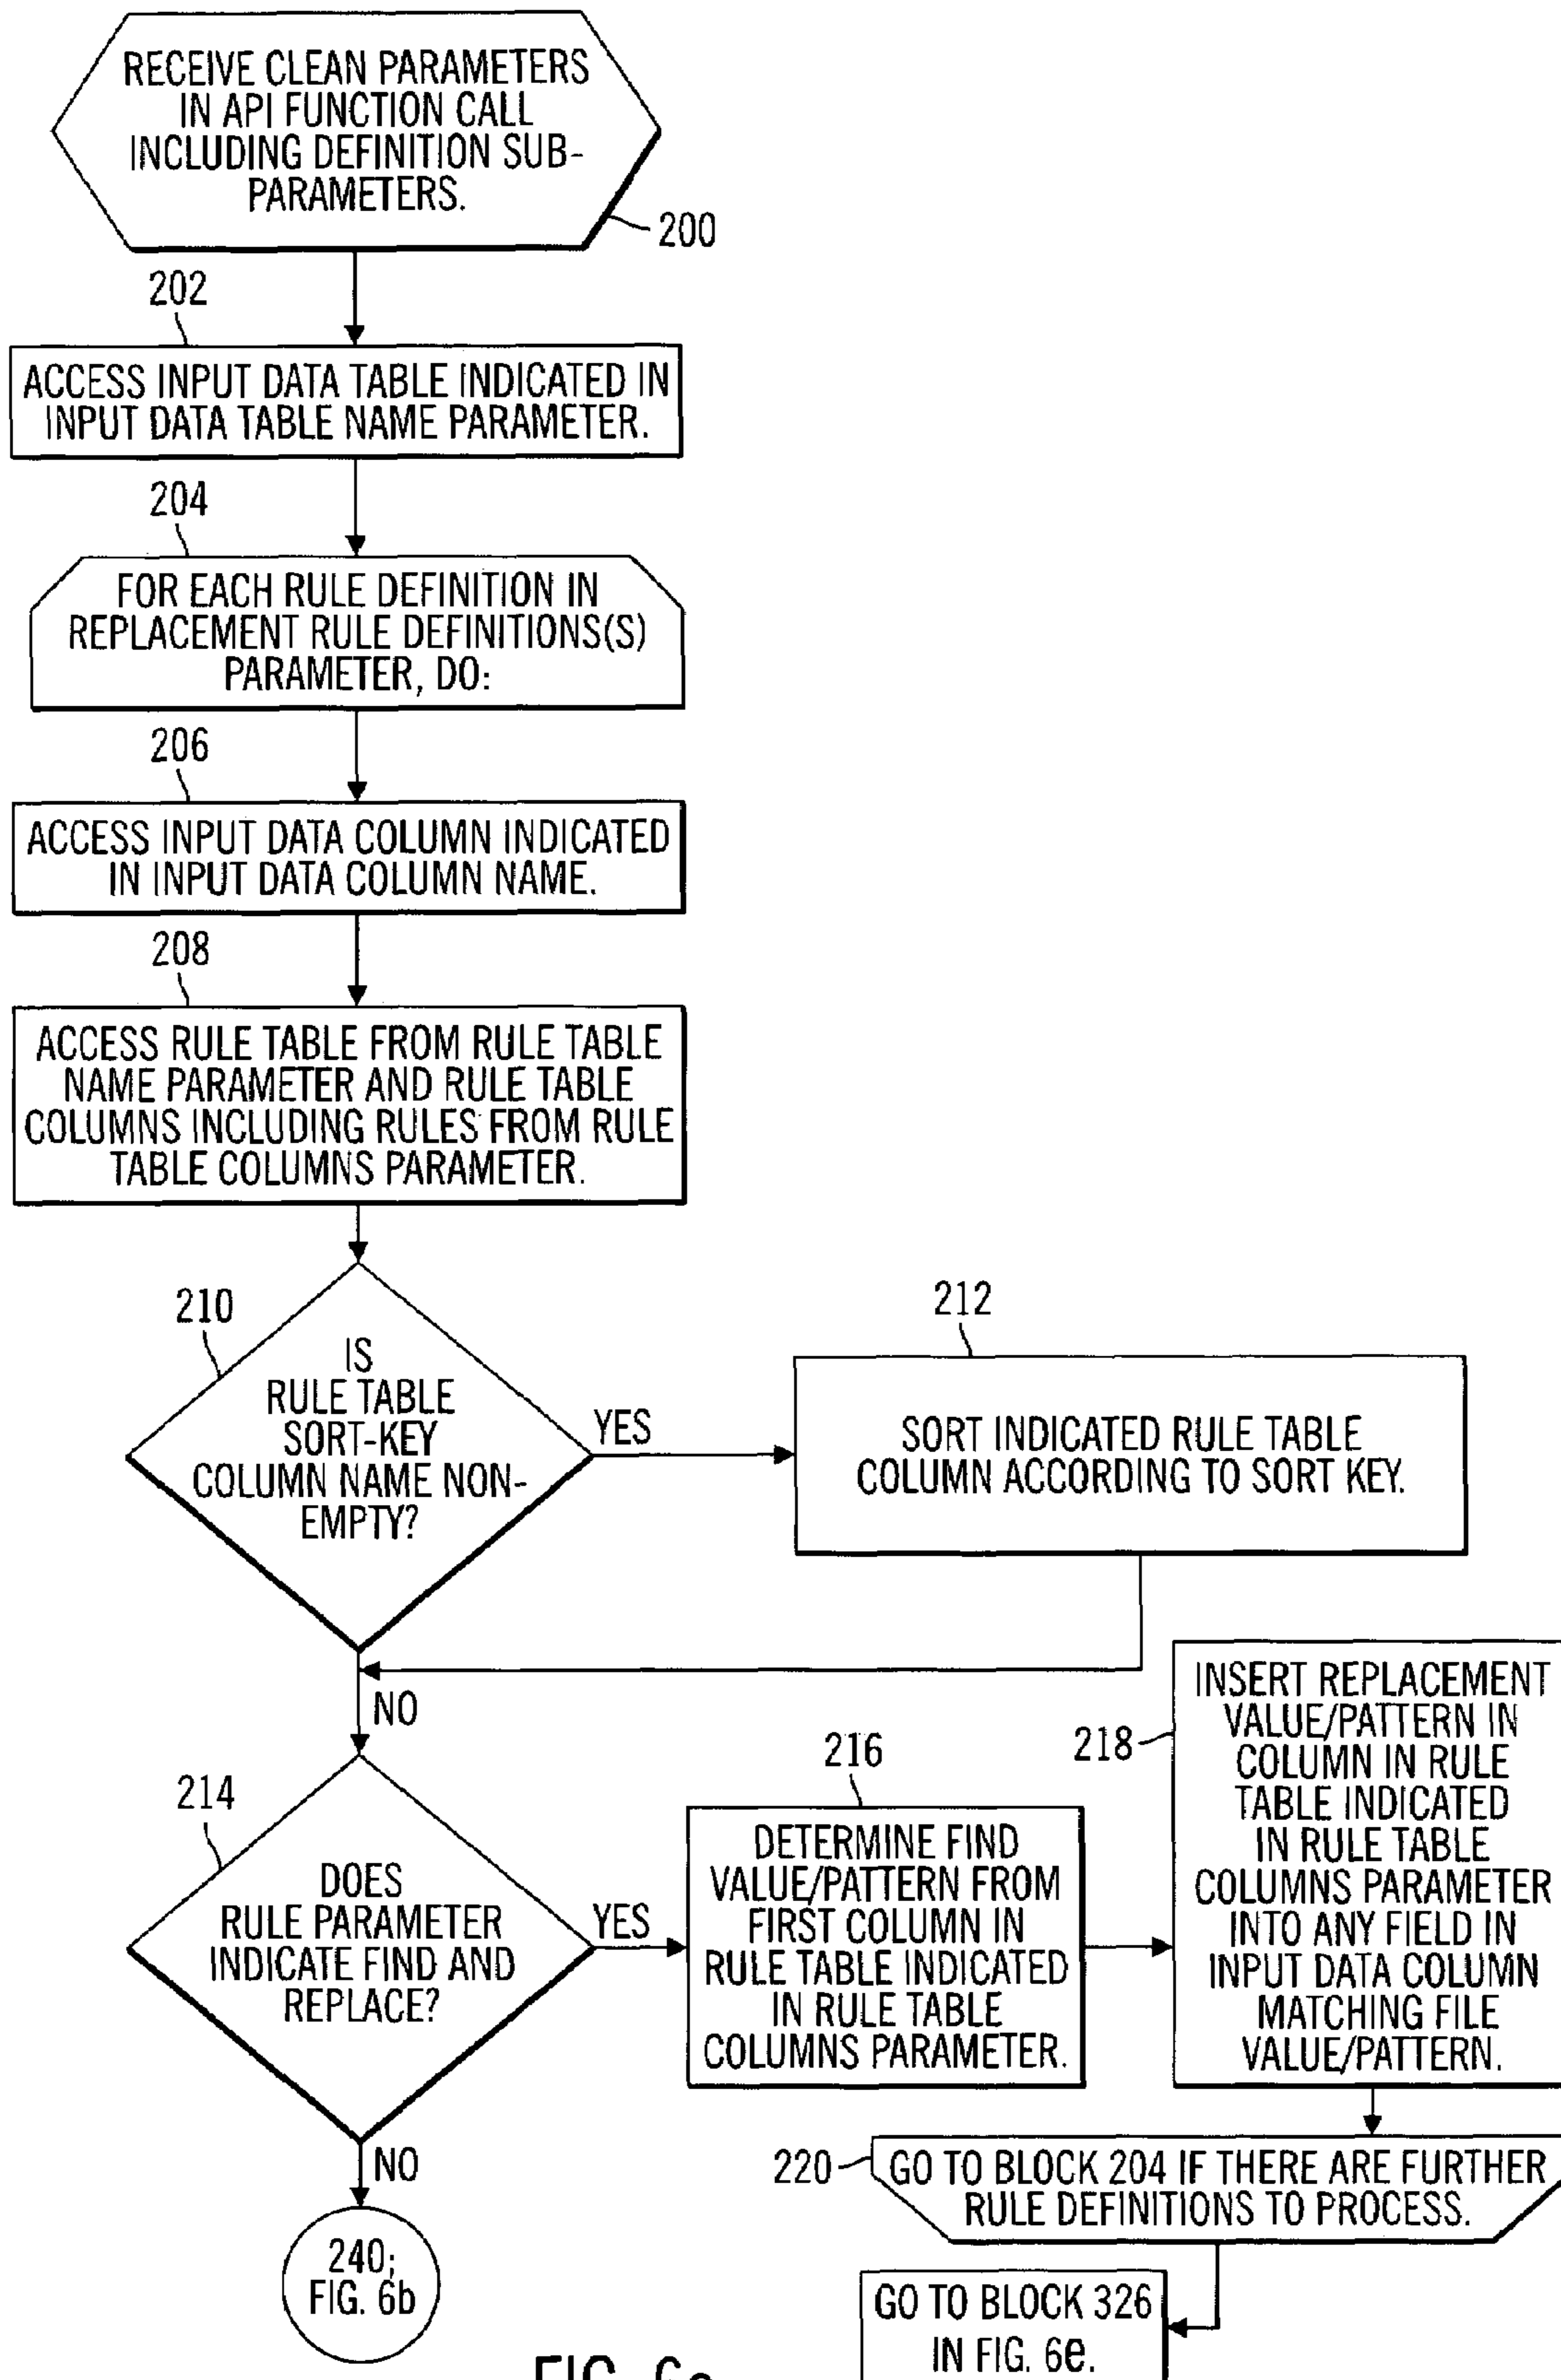 RECEIVE CLEAN PARAMETERS
IN API FUNCTION CALL
INCLUDING DEFINITION SUB-
PARAMETERS.
200
202
ACCESS INPUT DATA TABLE INDICATED IN
INPUT DATA TABLE NAME PARAMETER.
204
FOR EACH RULE DEFINITION IN
REPLACEMENT RULE DEFINITIONS(S)
PARAMETER, DO:
206
ACCESS INPUT DATA COLUMN INDICATED
IN INPUT DATA COLUMN NAME.
208
ACCESS RULE TABLE FROM RULE TABLE
NAME PARAMETER AND RULE TABLE
COLUMNS INCLUDING RULES FROM RULE
TABLE COLUMNS PARAMETER.
210
IS
RULE TABLE
SORT-KEY
COLUMN NAME NON-
EMPTY?
YES
212
SORT INDICATED RULE TABLE
COLUMN ACCORDING TO SORT KEY.
NO
214
DOES
RULE PARAMETER
INDICATE FIND AND
REPLACE?
YES
216
DETERMINE FIND
VALUE/PATTERN FROM
FIRST COLUMN IN
RULE TABLE INDICATED
IN RULE TABLE
COLUMNS PARAMETER.
218
INSERT REPLACEMENT
VALUE/PATTERN IN
COLUMN IN RULE
TABLE INDICATED
IN RULE TABLE
COLUMNS PARAMETER
INTO ANY FIELD IN
INPUT DATA COLUMN
MATCHING FILE
VALUE/PATTERN.
220
GO TO BLOCK 204 IF THERE ARE FURTHER
RULE DEFINITIONS TO PROCESS.
NO
240;
FIG. 6b
GO TO BLOCK 326
IN FIG. 6e.
FIG.